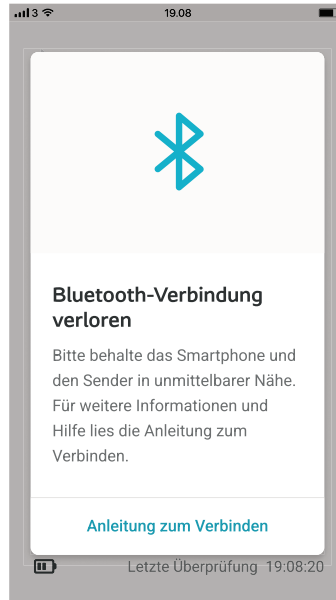 3 19.08
Bluetooth-Verbindung
verloren
Bitte behalte das Smartphone und
den Sender in unmittelbarer Nähe.
Für weitere Informationen und
Hilfe lies die Anleitung zum
Verbinden.
Anleitung zum Verbinden
Letzte Überprüfung 19:08:20